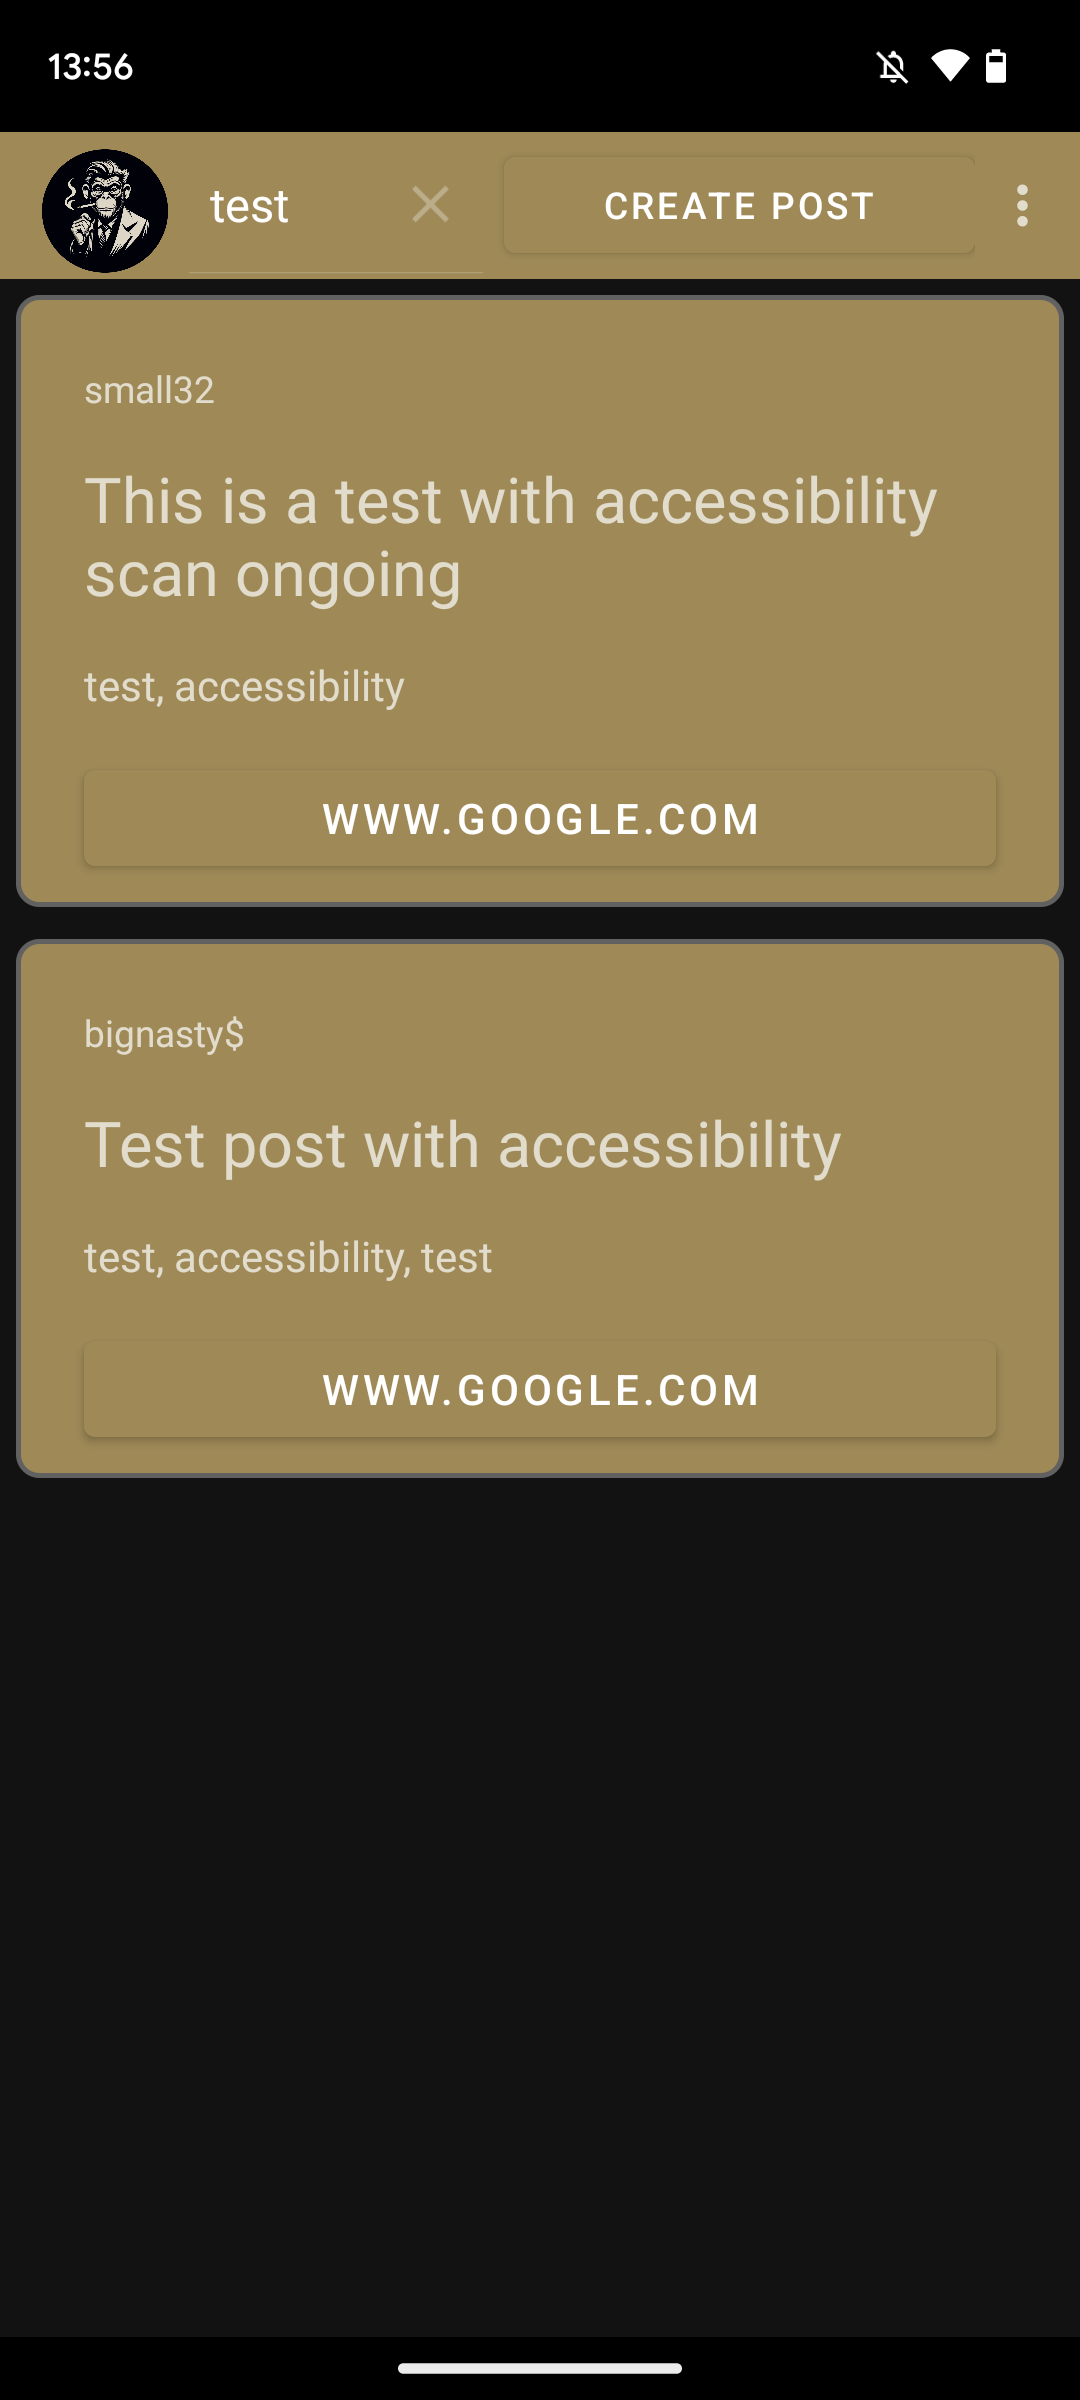 13:56
test
CREATE POST
small32
This is a test with accessibility
scan ongoing
test, accessibility
WWW.GOOGLE.COM
bignasty$
Test post with accessibility
test, accessibility, test
WWW.GOOGLE.COM